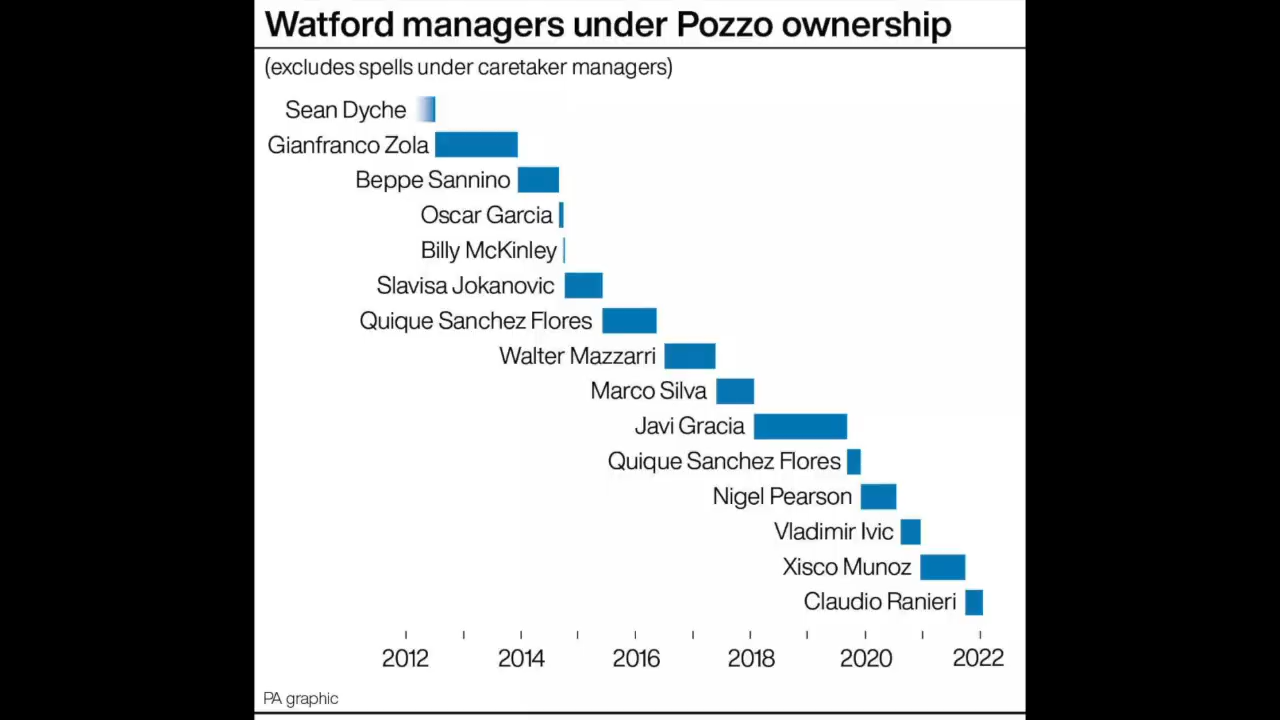 Watford managers under Pozzo ownership
(excludes spells under caretaker managers)
Sean Dyche
Gianfranco Zola
Beppe Sannino
Oscar Garcia
Billy McKinley
Slavisa Jokanovic
Quique Sanchez Flores
Walter Mazzarri
Marco Silva
Javi Gracia
Quique Sanchez Flores
Nigel Pearson
Vladimir Ivic
Xisco Munoz
Claudio Ranieri
2012 2014 2016 2018 2020 2022
PA graphic